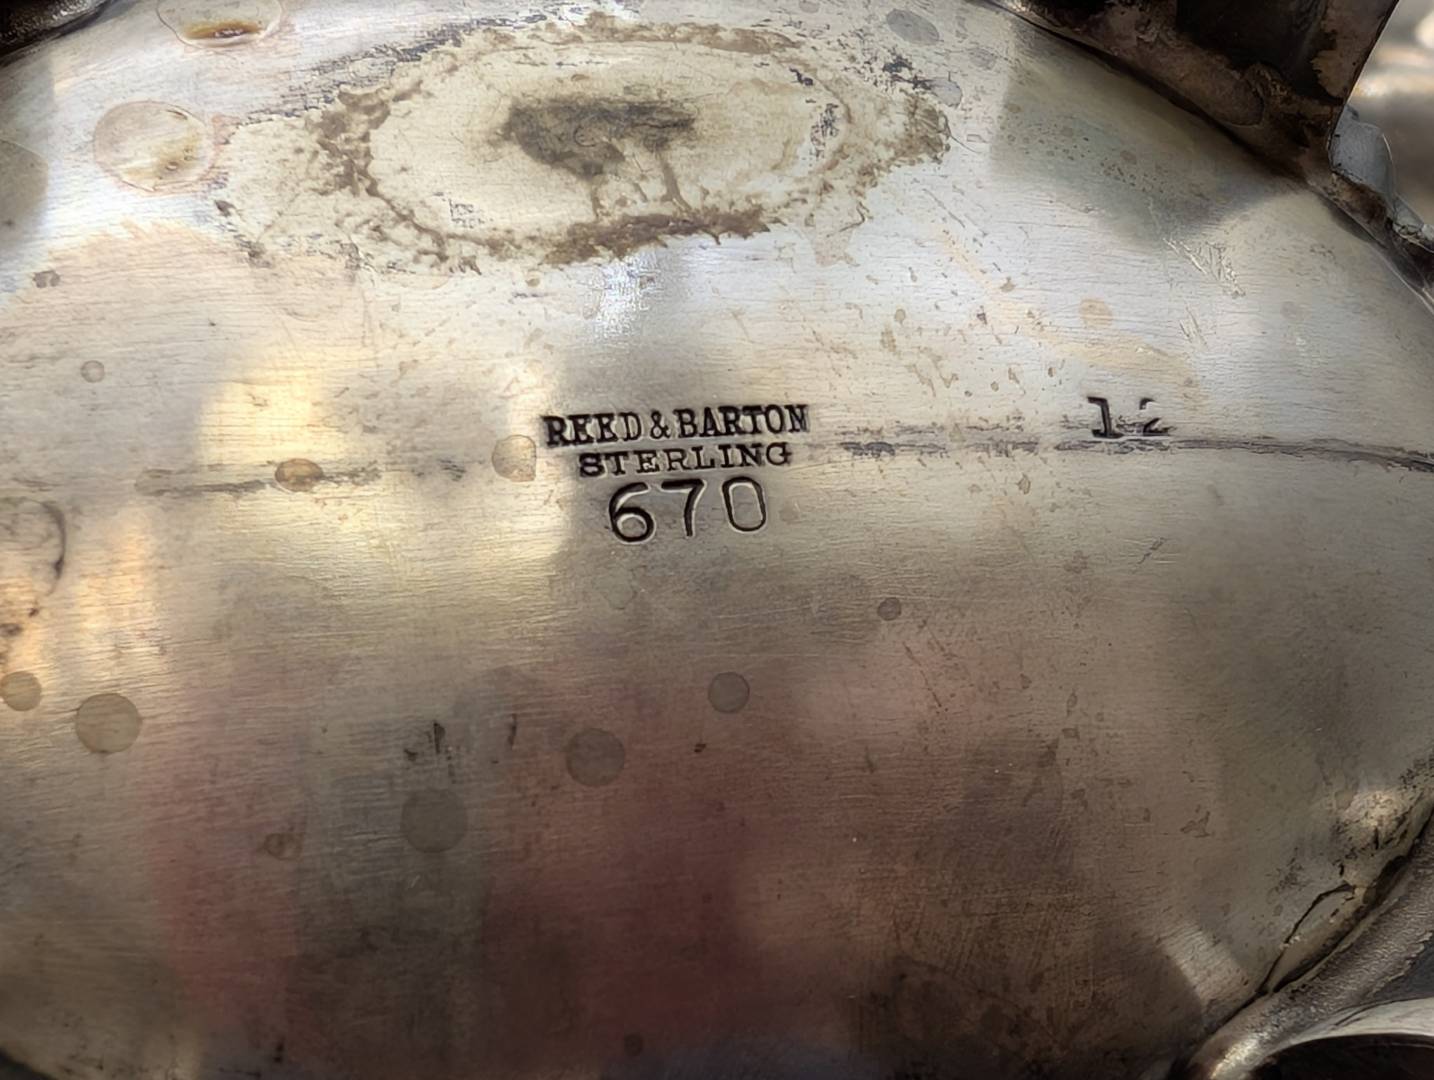 REED & BARTON
STERLING
670
12